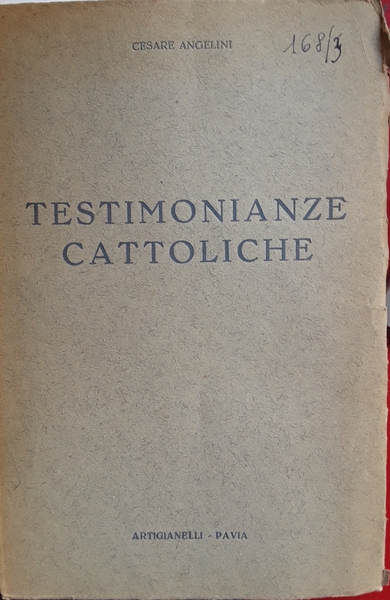 CESARE ANGELINI
168/3
TESTIMONIANZE
CATTOLICHE
ARTIGIANELLI - PAVIA